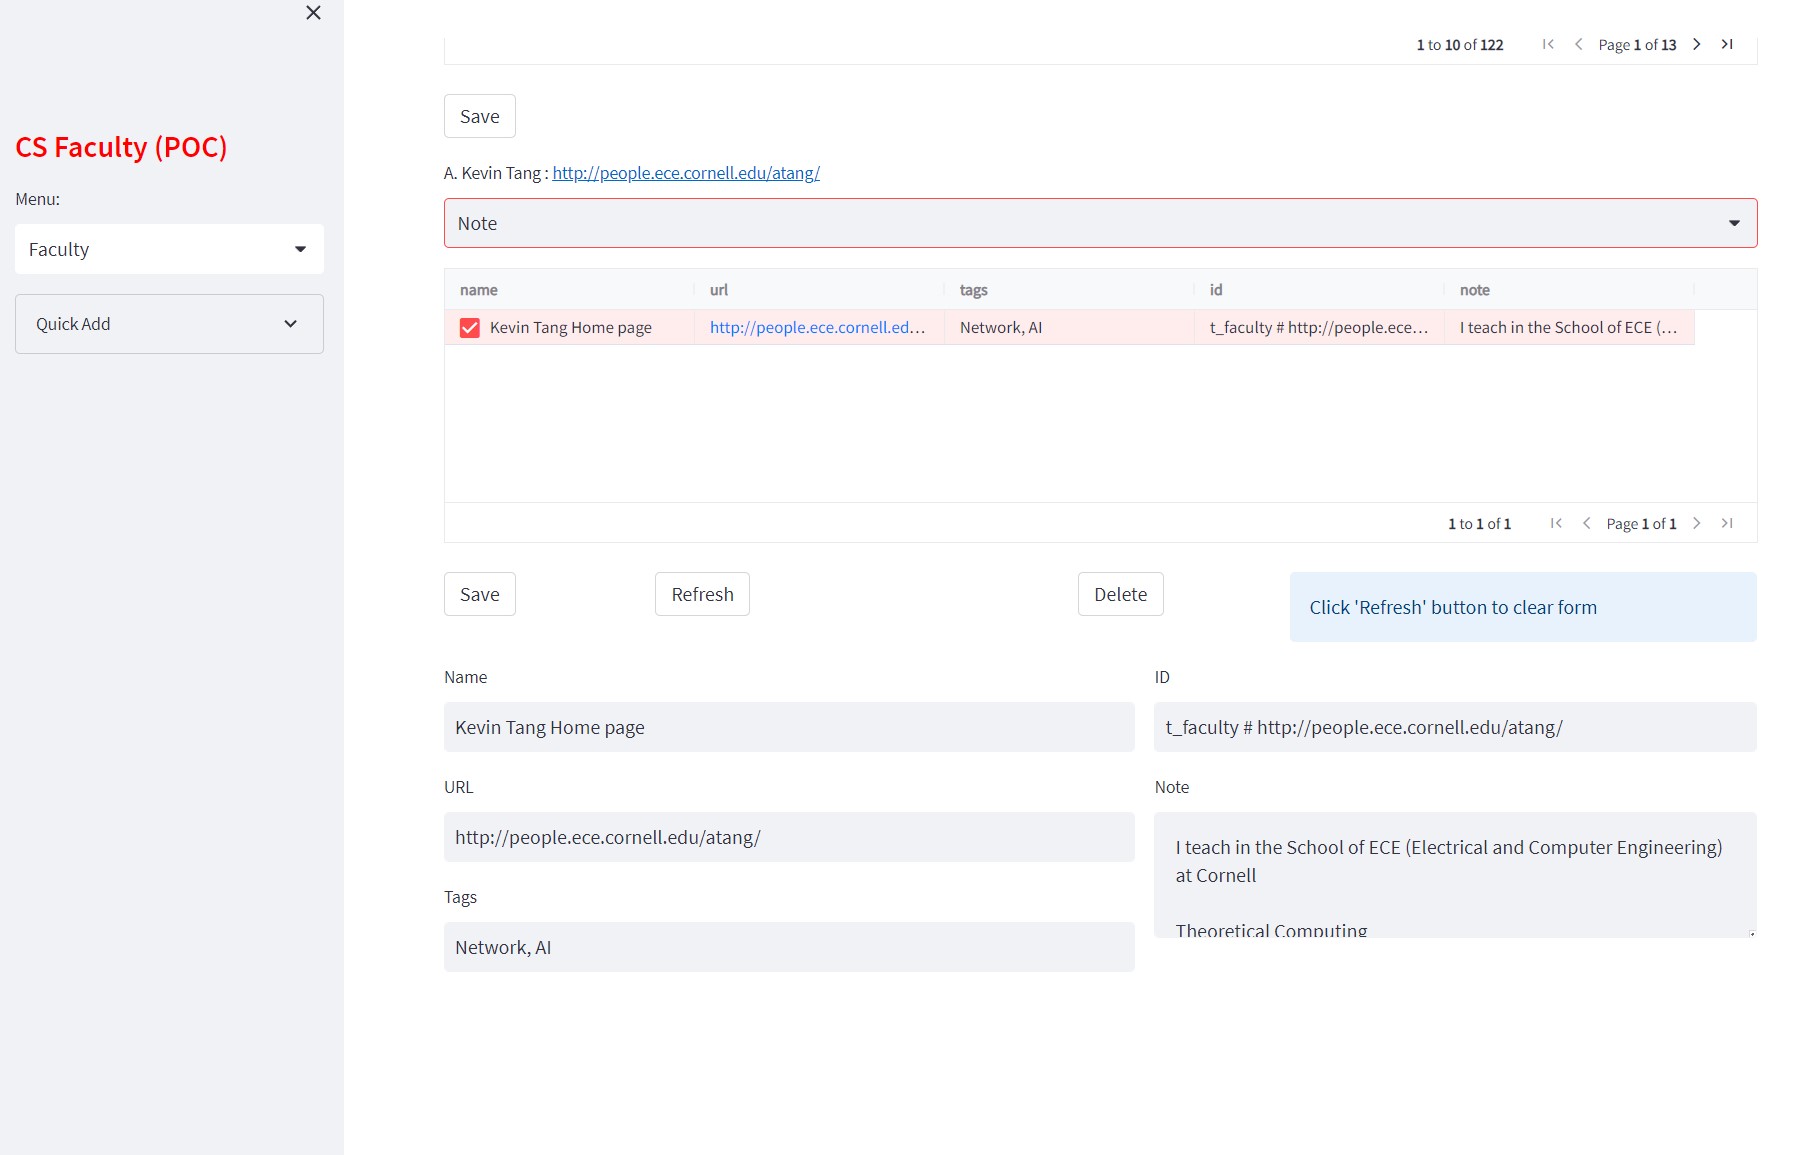 CS Faculty (POC)
Menu:
Faculty
Quick Add
1 to 10 of 122 Page 1 of 13
Save
A. Kevin Tang : http://people.ece.cornell.edu/atang/
Note
name url tags id note
Kevin Tang Home page http://people.ece.cornell.ed... Network, AI t_faculty # http://people.ece... I teach in the School of ECE (...
1 to 1 of 1 Page 1 of 1
Save Refresh Delete Click 'Refresh' button to clear form
Name
Kevin Tang Home page
URL
http://people.ece.cornell.edu/atang/
Tags
Network, AI
ID
t_faculty # http://people.ece.cornell.edu/atang/
Note
I teach in the School of ECE (Electrical and Computer Engineering)
at Cornell
Theoretical Computing